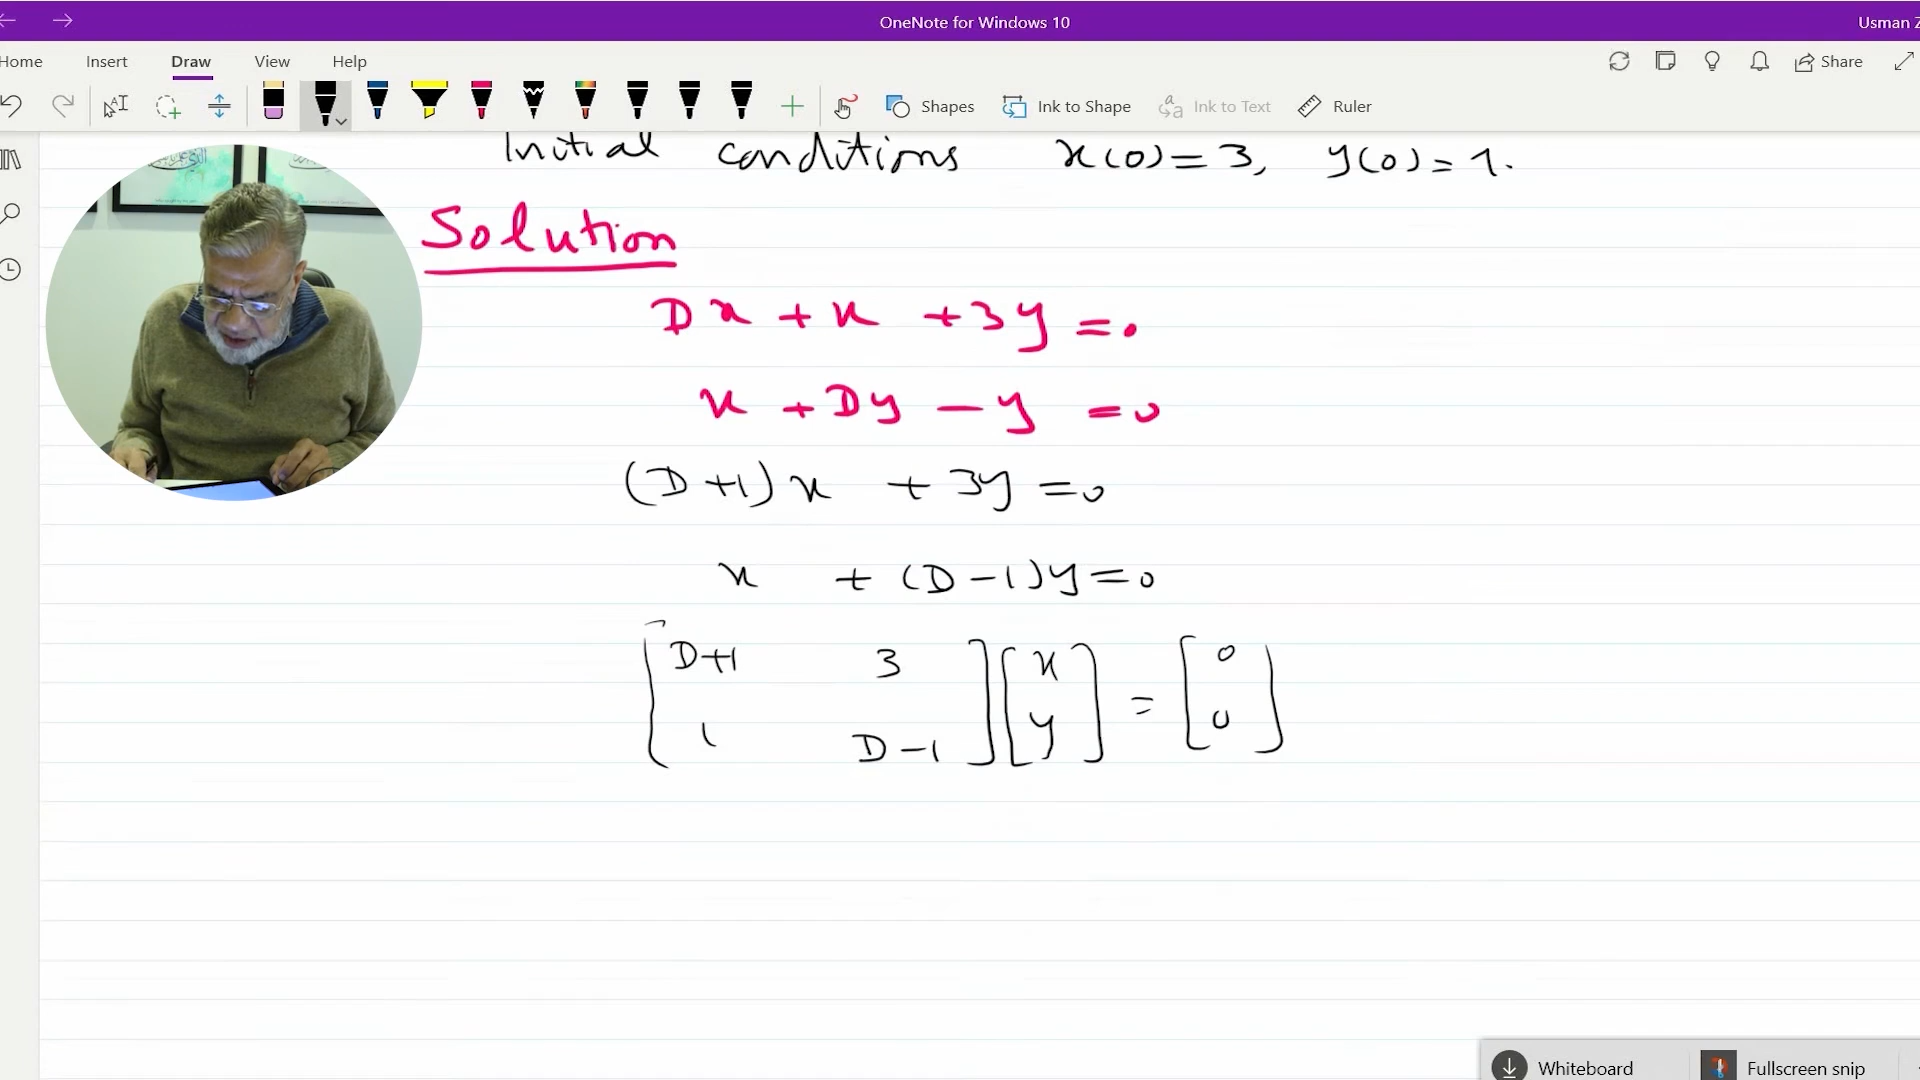 OneNote for Windows 10
Usman Z
Home Insert Draw View Help
Share
Shapes Ink to Shape Ink to Text Ruler
Initial conditions x(0)=3, y(0)=1.
Solution
Dx + x + 3y = 0
x + Dy - y = 0
(D+1)x + 3y = 0
x + (D-1)y = 0
[D+1 3] [x] = [0]
[1 D-1] [y] [0]
Whiteboard Fullscreen snip